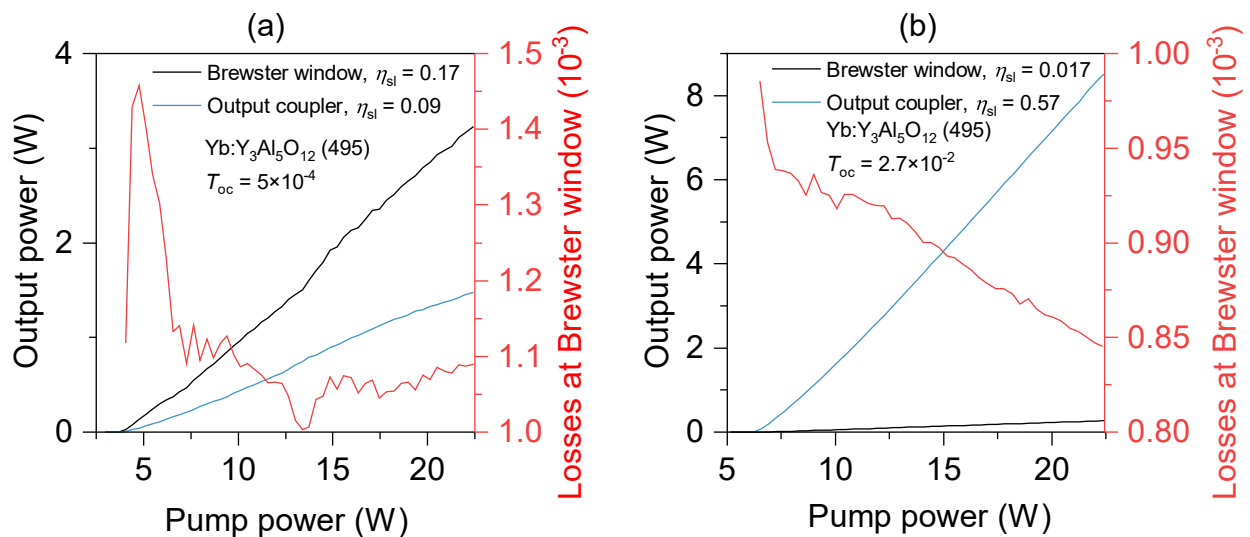 (a)
Brewster window, ηsl = 0.17
Output coupler, ηsl = 0.09
Yb:Y3Al5O12 (495)
Toc = 5×10-4
Output power (W)
0
2
4
5
10
15
20
Pump power (W)
1.0
1.1
1.2
1.3
1.4
1.5
Losses at Brewster window (10-3)
(b)
Brewster window, ηsl = 0.017
Output coupler, ηsl = 0.57
Yb:Y3Al5O12 (495)
Toc = 2.7×10-2
Output power (W)
0
2
4
6
8
5
10
15
20
Pump power (W)
0.80
0.85
0.90
0.95
1.00
Losses at Brewster window (10-3)